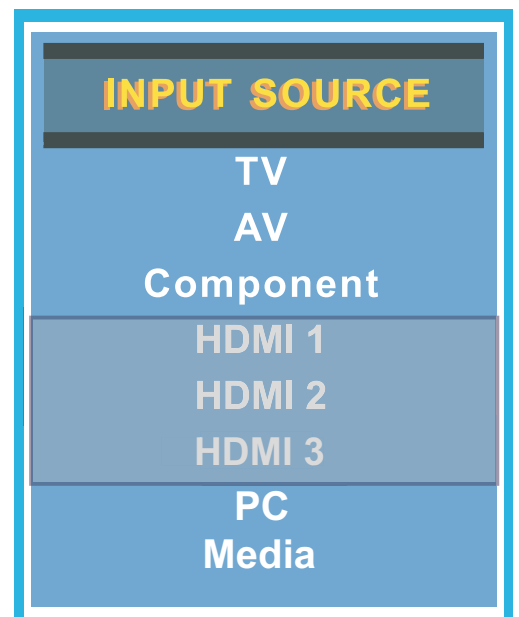 INPUT SOURCE
TV
AV
Component
HDMI 1
HDMI 2
HDMI 3
PC
Media